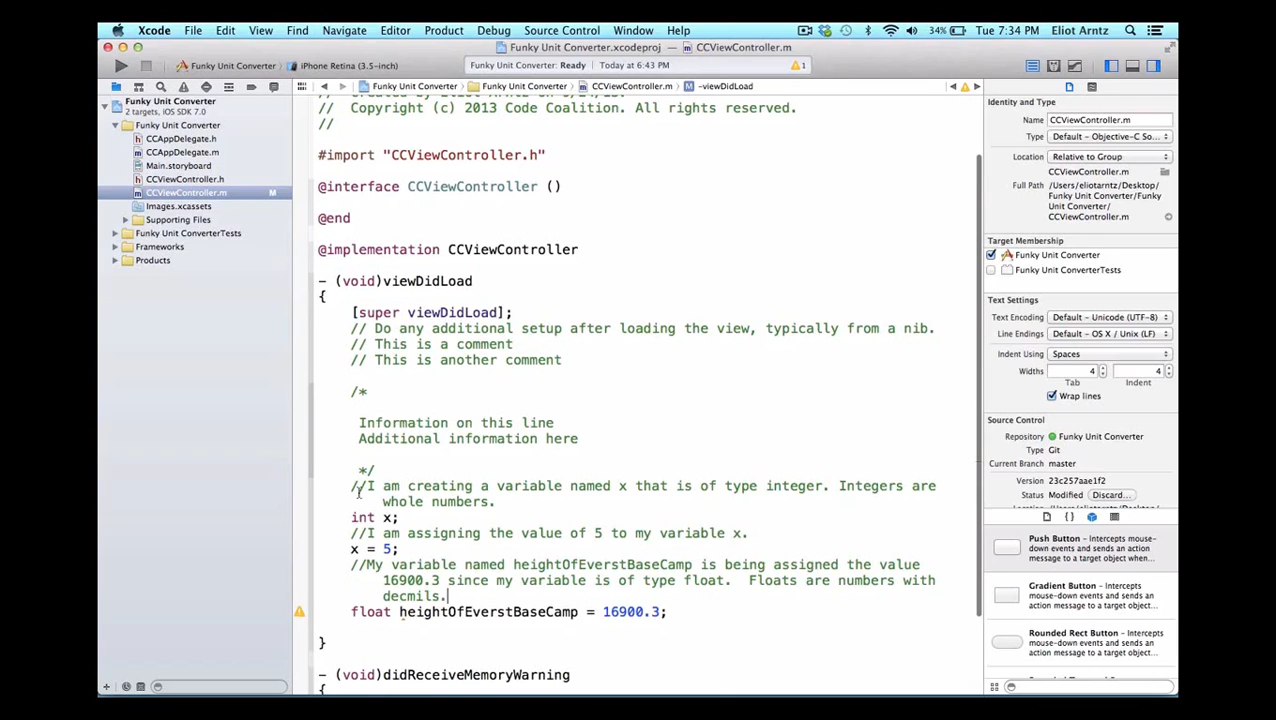 Xcode File Edit View Find Navigate Editor Product Debug Source Control Window Help 34% Tue 7:34 PM Eliot Arntz
Funky Unit Converter.xcodeproj CCViewController.m
Funky Unit Converter iPhone Retina (3.5-inch) Funky Unit Converter: Ready Today at 6:43 PM 1
Funky Unit Converter Funky Unit Converter CCViewController.m -viewDidLoad
Funky Unit Converter
2 targets, iOS SDK 7.0
Funky Unit Converter
CCAppDelegate.h
CCAppDelegate.m
Main.storyboard
CCViewController.h
CCViewController.m M
Images.xcassets
Supporting Files
Funky Unit ConverterTests
Frameworks
Products
// Copyright (c) 2013 Code Coalition. All rights reserved.
//
#import "CCViewController.h"
@interface CCViewController ()
@end
@implementation CCViewController
- (void)viewDidLoad
{
[super viewDidLoad];
// Do any additional setup after loading the view, typically from a nib.
// This is a comment
// This is another comment
/*
Information on this line
Additional information here
*/
//I am creating a variable named x that is of type integer. Integers are
whole numbers.
int x;
//I am assigning the value of 5 to my variable x.
x = 5;
//My variable named heightOfEverstBaseCamp is being assigned the value
16900.3 since my variable is of type float.  Floats are numbers with
decmils.
float heightOfEverstBaseCamp = 16900.3;
}
- (void)didReceiveMemoryWarning
{
Identity and Type
Name CCViewController.m
Type Default - Objective-C So...
Location Relative to Group
CCViewController.m
Full Path /Users/eliotarntz/Desktop/
Funky Unit Converter/Funky
Unit Converter/
CCViewController.m
Target Membership
Funky Unit Converter
Funky Unit ConverterTests
Text Settings
Text Encoding Default - Unicode (UTF-8)
Line Endings Default - OS X / Unix (LF)
Indent Using Spaces
Widths 4 4
Tab Indent
Wrap lines
Source Control
Repository Funky Unit Converter
Type Git
Current Branch master
Version 23c257aae1f2
Status Modified Discard...
Location
Push Button - Intercepts mouse-
down events and sends an action
message to a target object when...
Gradient Button - Intercepts
mouse-down events and sends an
action message to a target object...
Rounded Rect Button -
Intercepts mouse-down events and
sends an action message to a
target object...